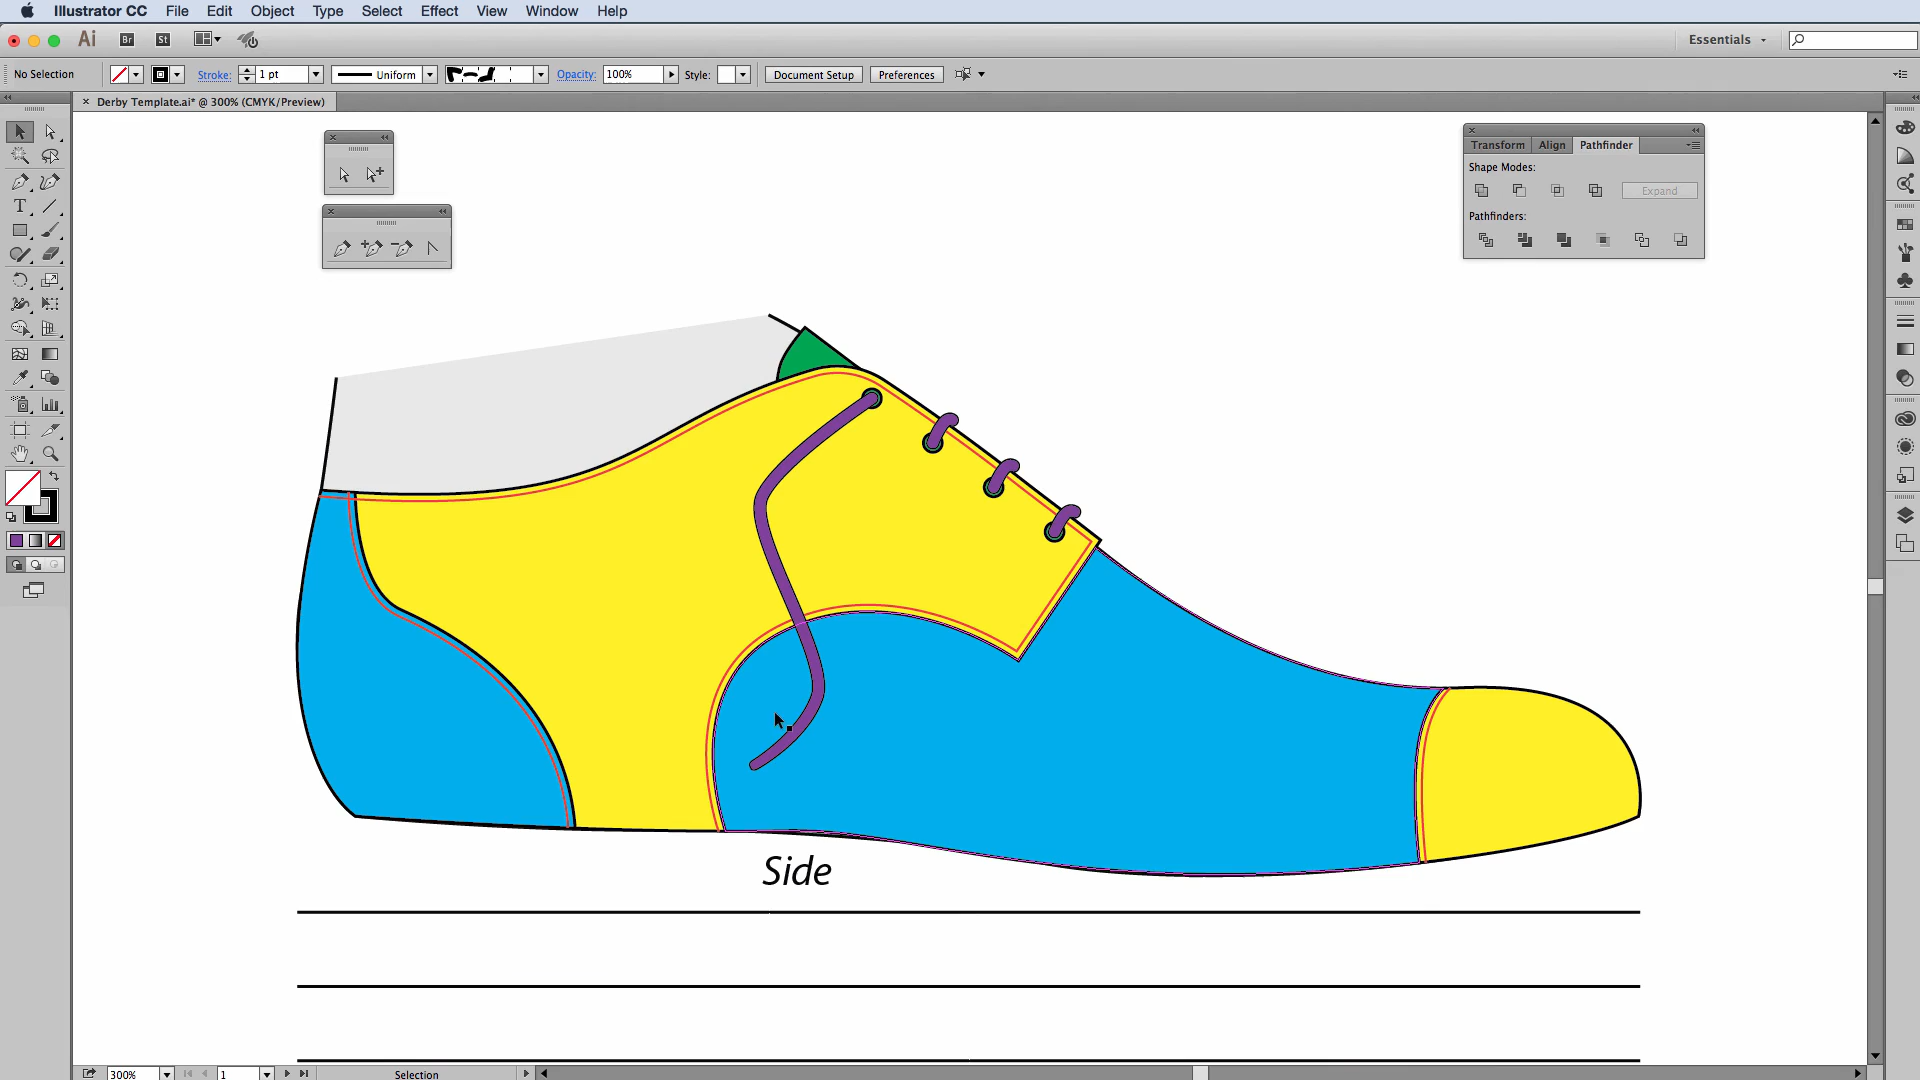 Illustrator CC File Edit Object Type Select Effect View Window Help
Ai Br St Essentials
No Selection Stroke: 1 pt Uniform Opacity: 100% Style: Document Setup Preferences
Derby Template.ai* @ 300% (CMYK/Preview)
Transform Align Pathfinder
Shape Modes:
Expand
Pathfinders:
Side
300% 1 Selection